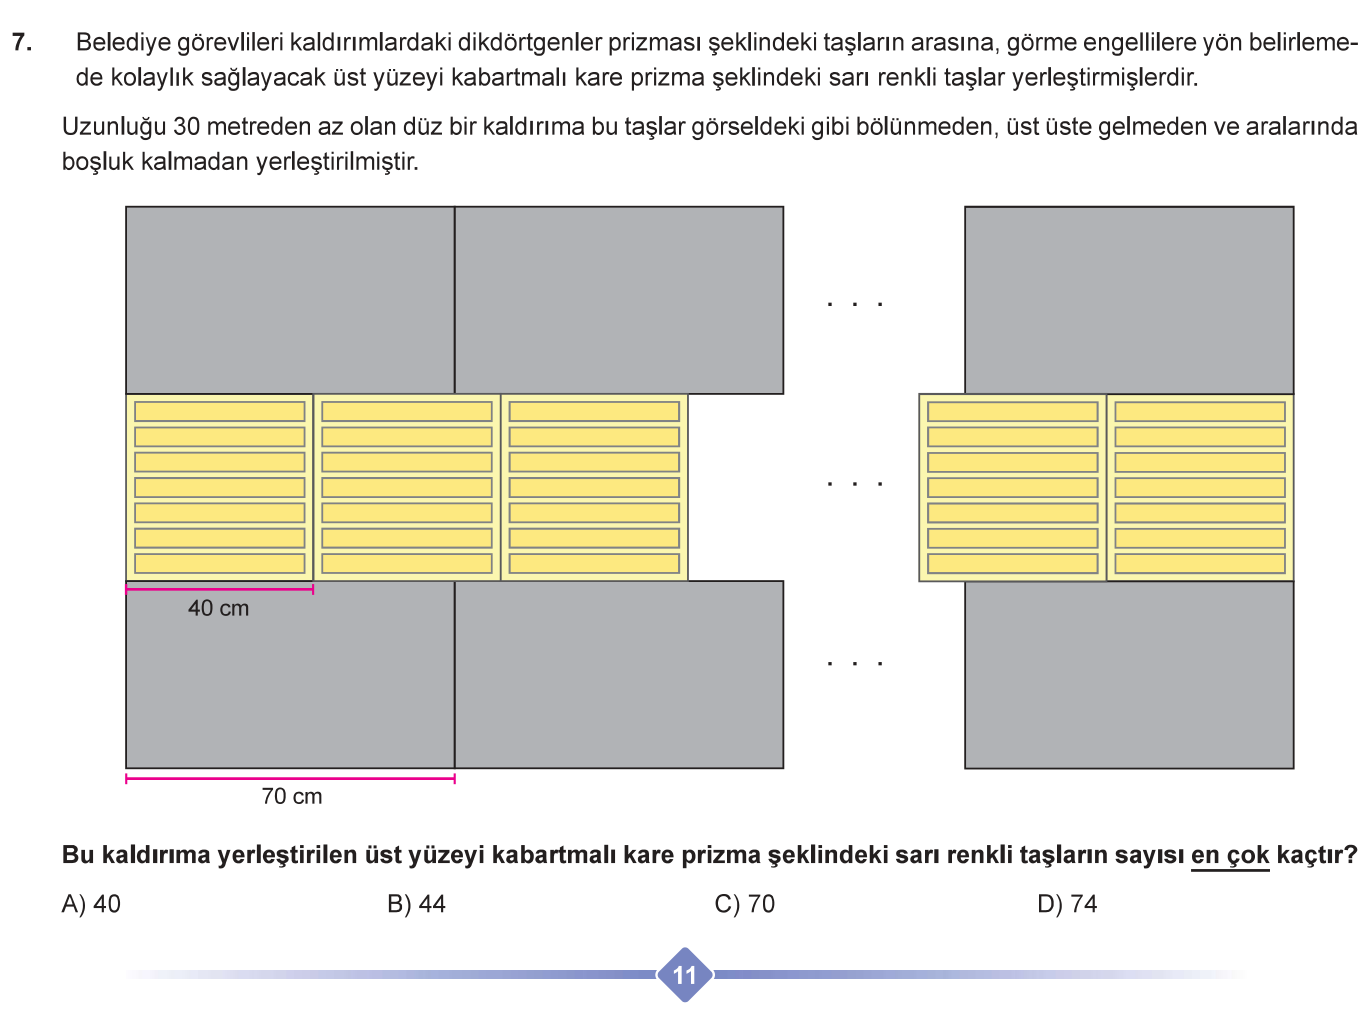 7. Belediye görevlileri kaldırımlardaki dikdörtgenler prizması şeklindeki taşların arasına, görme engellilere yön belirleme-
de kolaylık sağlayacak üst yüzeyi kabartmalı kare prizma şeklindeki sarı renkli taşlar yerleştirmişlerdir.
Uzunluğu 30 metreden az olan düz bir kaldırıma bu taşlar görseldeki gibi bölünmeden, üst üste gelmeden ve aralarında
boşluk kalmadan yerleştirilmiştir.
. . .
. . .
40 cm
. . .
70 cm
Bu kaldırıma yerleştirilen üst yüzeyi kabartmalı kare prizma şeklindeki sarı renkli taşların sayısı en çok kaçtır?
A) 40 B) 44 C) 70 D) 74
11